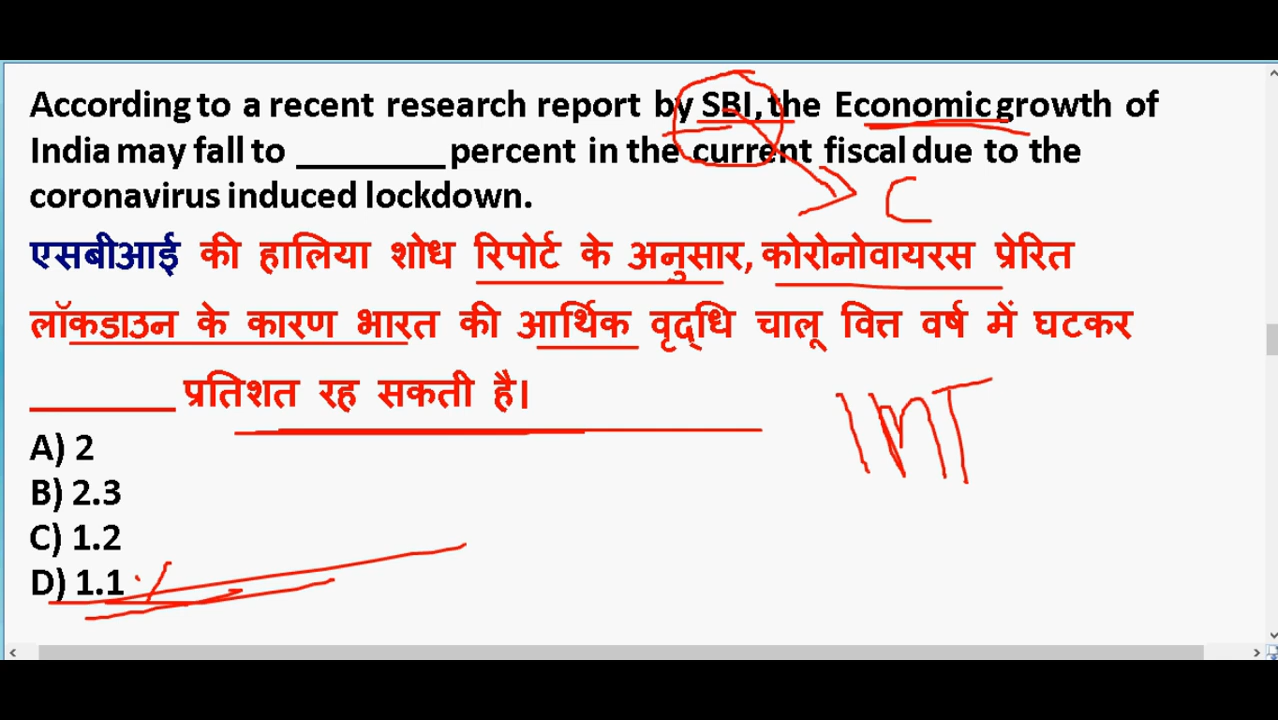 According to a recent research report by SBI, the Economic growth of
India may fall to ________ percent in the current fiscal due to the
coronavirus induced lockdown.
C
एसबीआई की हालिया शोध रिपोर्ट के अनुसार, कोरोनोवायरस प्रेरित
लॉकडाउन के कारण भारत की आर्थिक वृद्धि चालू वित्त वर्ष में घटकर
________ प्रतिशत रह सकती है।
INT
A) 2
B) 2.3
C) 1.2
D) 1.1 %